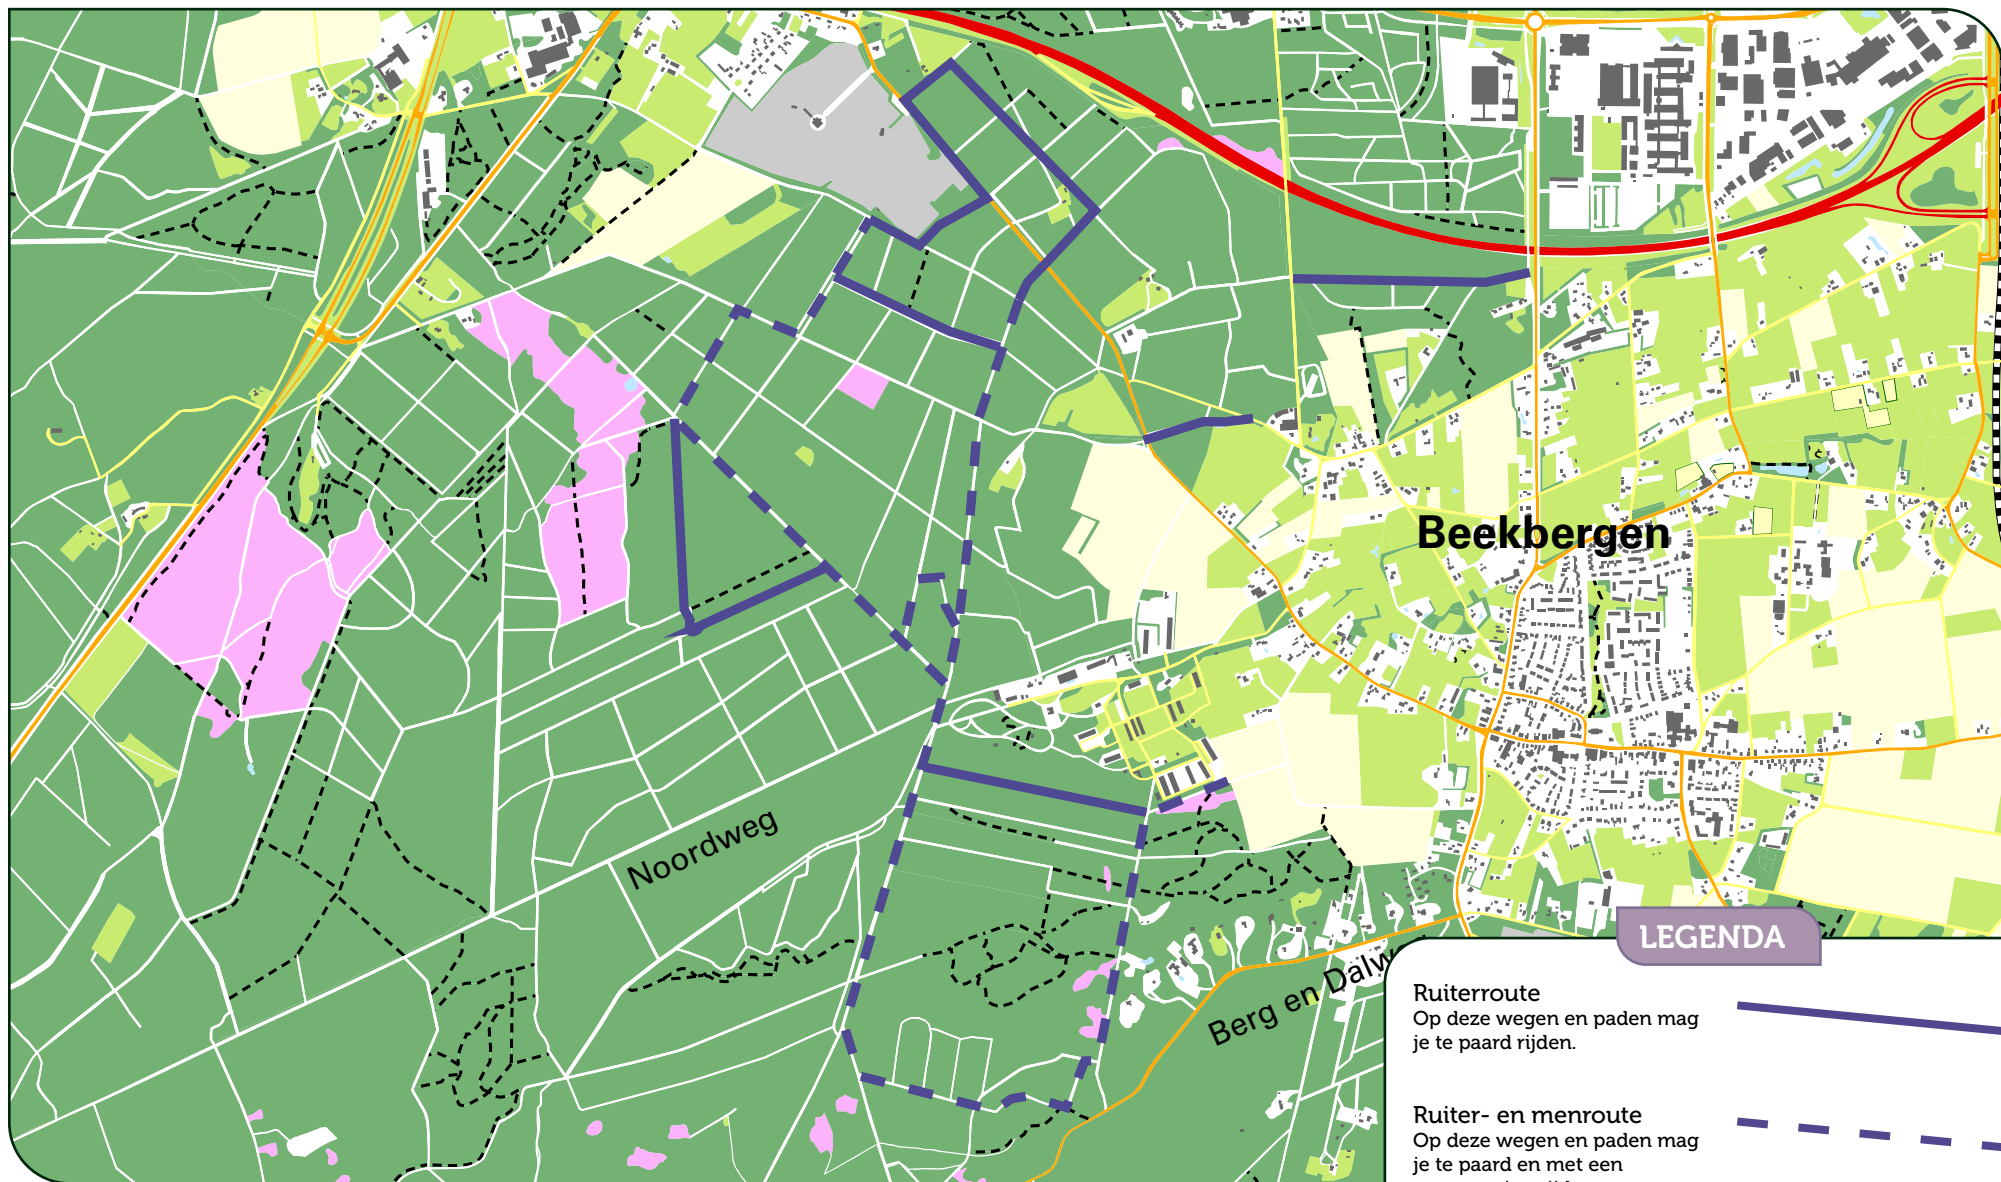 Beekbergen
Noordweg
Berg en Dalw
LEGENDA
Ruiterroute
Op deze wegen en paden mag
je te paard rijden.
Ruiter- en menroute
Op deze wegen en paden mag
je te paard en met een